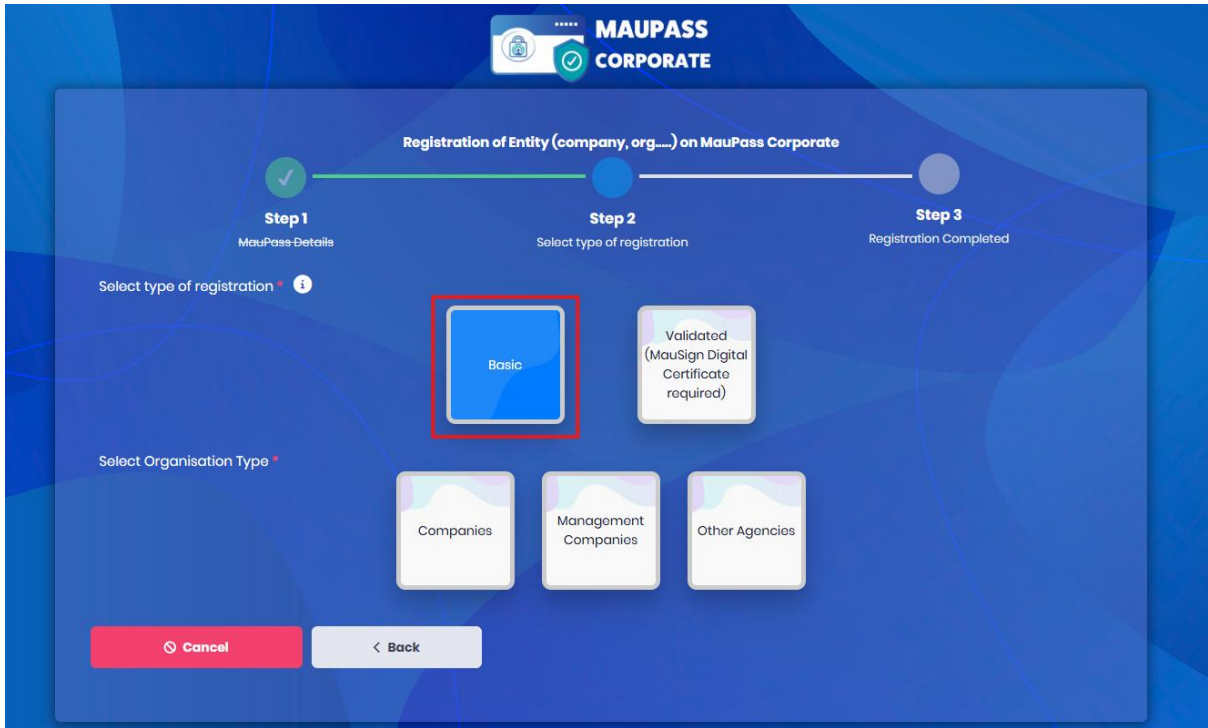 MAUPASS
CORPORATE
Registration of Entity (company, org.....) on MauPass Corporate
Step 1
MauPass Details
Step 2
Select type of registration
Step 3
Registration Completed
Select type of registration *
Basic
Validated
(MauSign Digital
Certificate
required)
Select Organisation Type *
Companies
Management
Companies
Other Agencies
Cancel
< Back